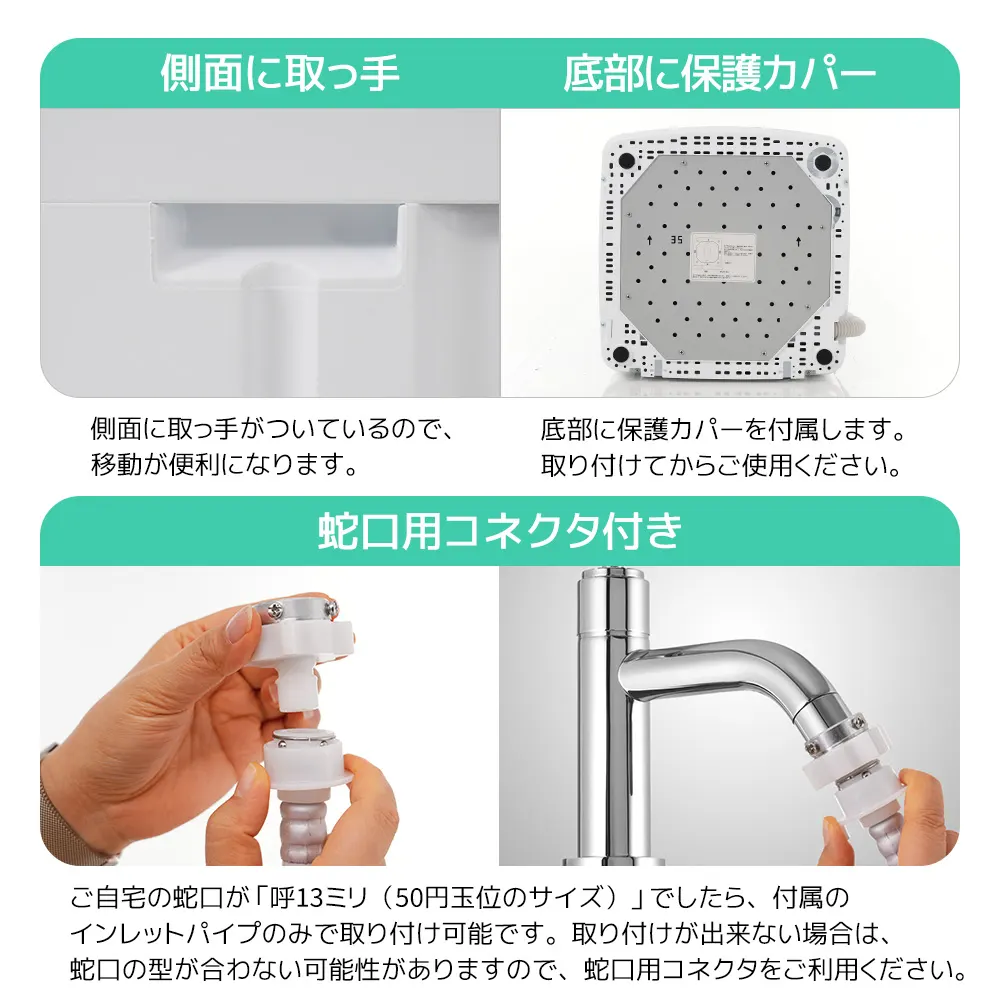 側面に取っ手
底部に保護カバー
35
側面に取っ手がついているので、
移動が便利になります。
底部に保護カバーを付属します。
取り付けてからご使用ください。
蛇口用コネクタ付き
ご自宅の蛇口が「呼13ミリ（50円玉位のサイズ）」でしたら、付属の
インレットパイプのみで取り付け可能です。取り付けが出来ない場合は、
蛇口の型が合わない可能性がありますので、蛇口用コネクタをご利用ください。